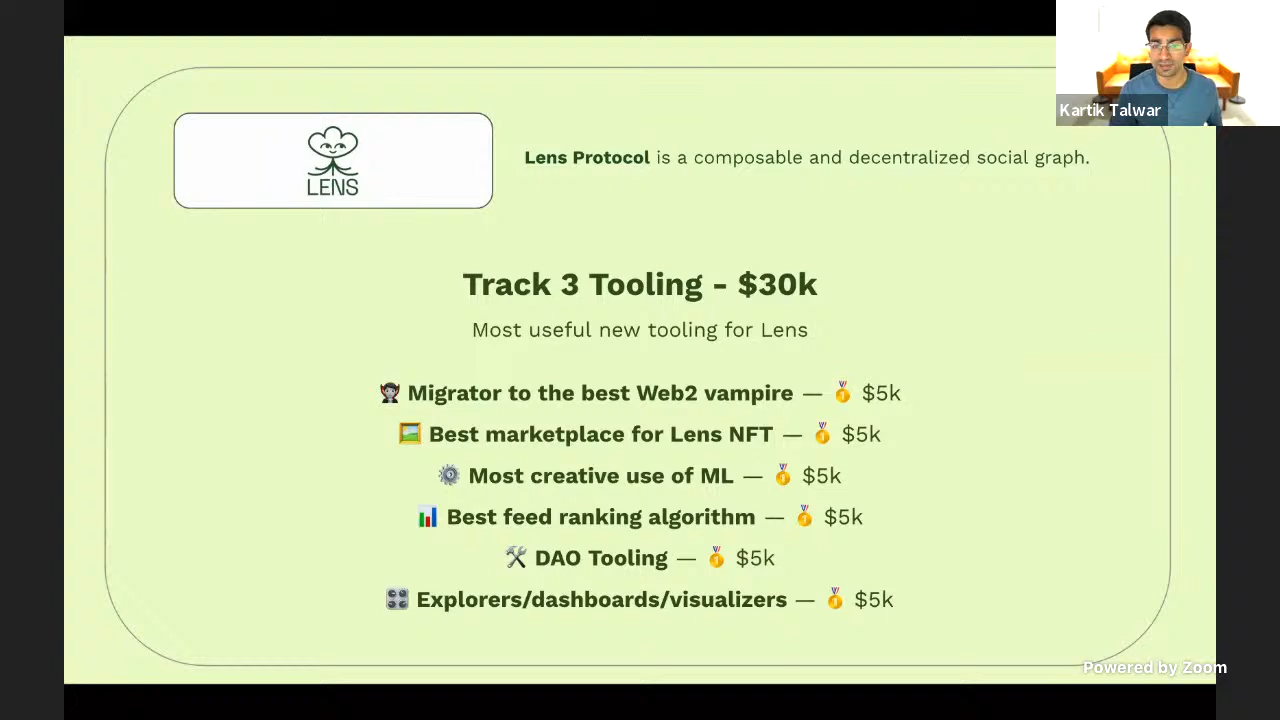 Kartik Talwar
LENS
Lens Protocol is a composable and decentralized social graph.
Track 3 Tooling - $30k
Most useful new tooling for Lens
🧛🏻 Migrator to the best Web2 vampire — 🥇 $5k
🖼️ Best marketplace for Lens NFT — 🥇 $5k
⚙️ Most creative use of ML — 🥇 $5k
📊 Best feed ranking algorithm — 🥇 $5k
🛠️ DAO Tooling — 🥇 $5k
🎛️ Explorers/dashboards/visualizers — 🥇 $5k
Powered by Zoom